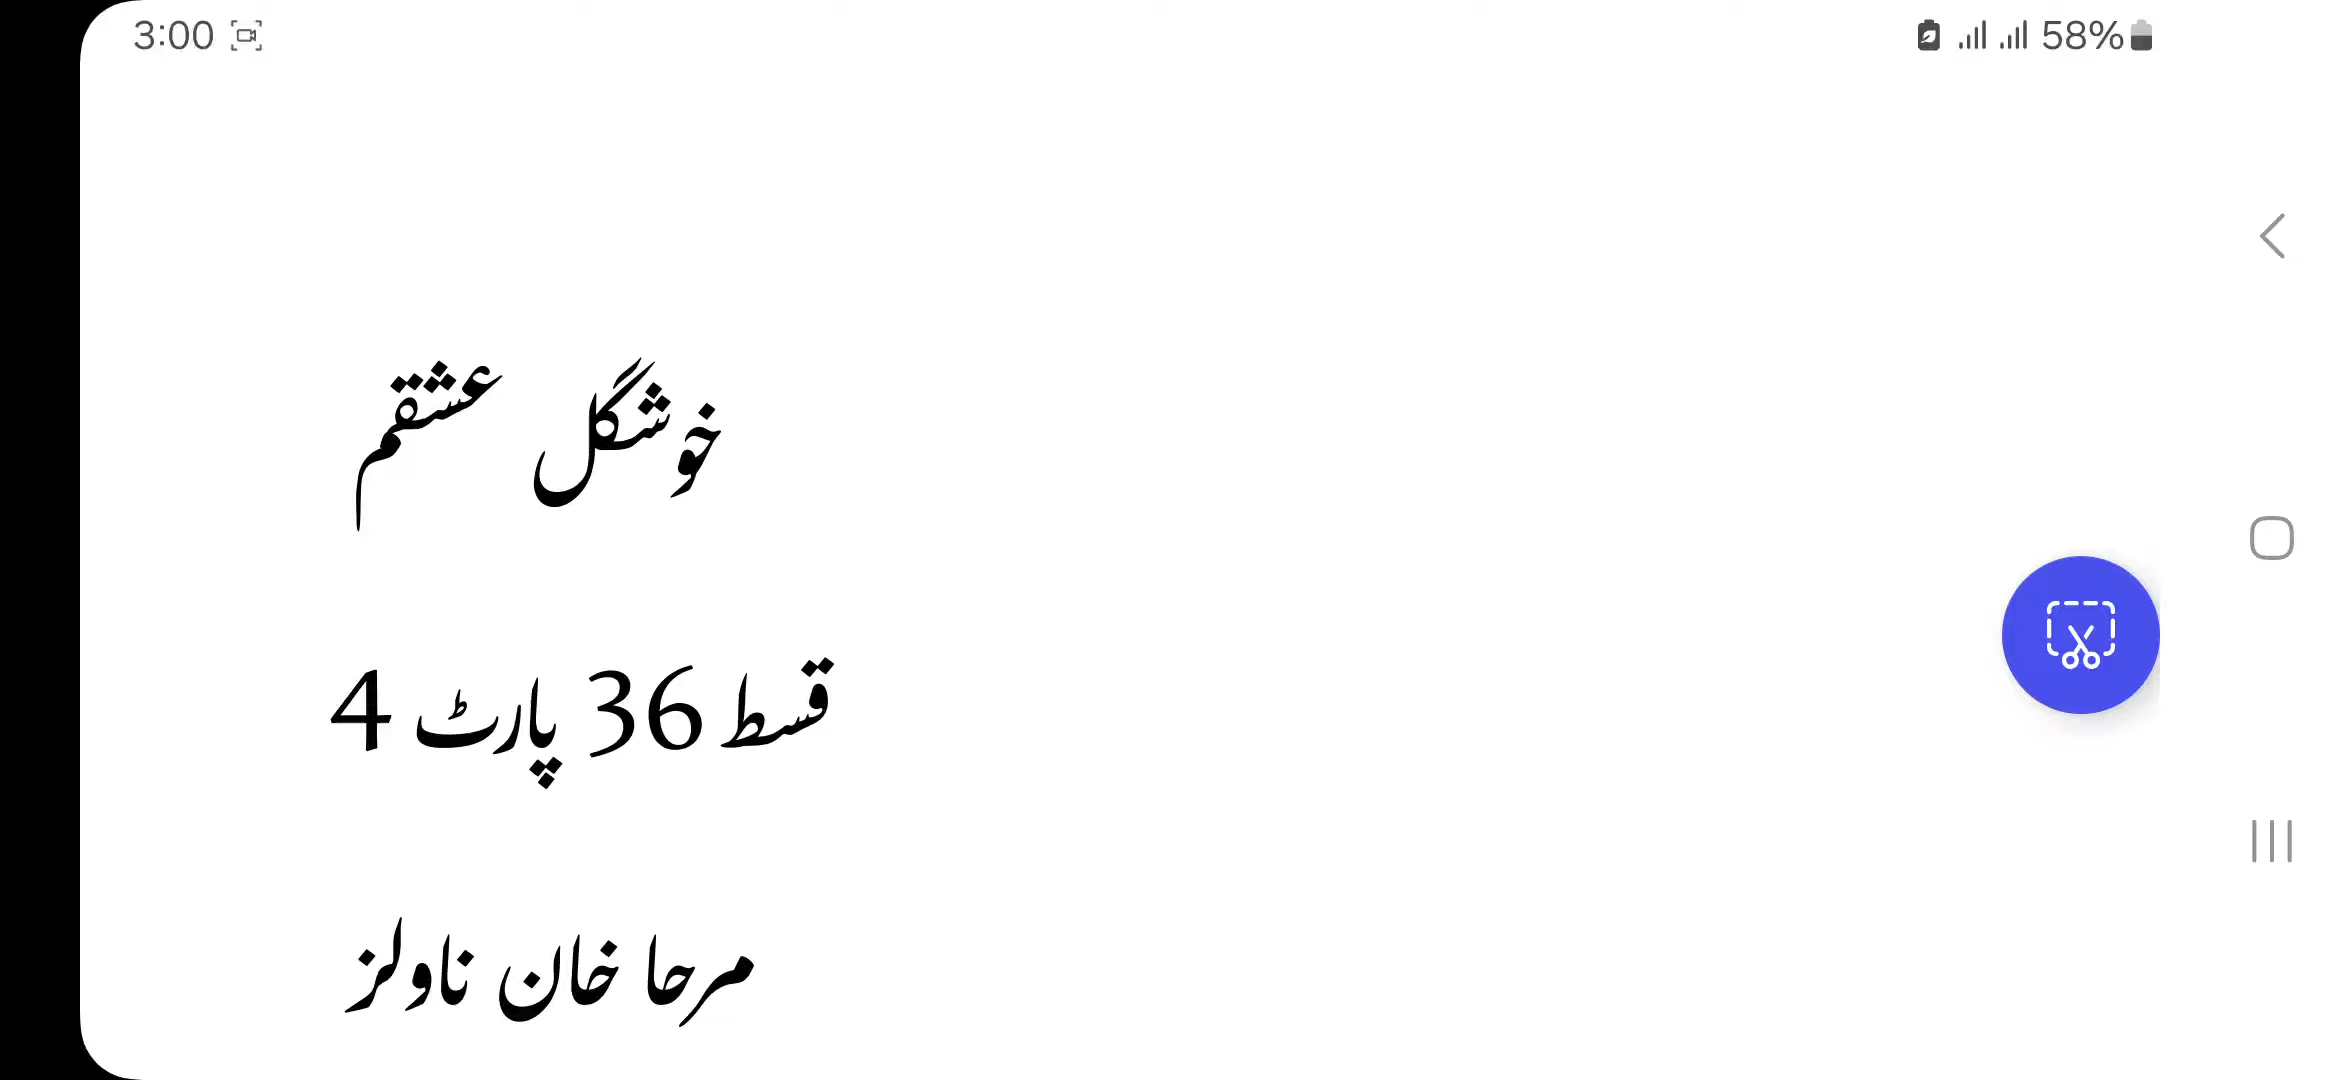 3:00
58%
خوشگل عشقم
قسط 36 پارٹ 4
مرحا خان ناولز